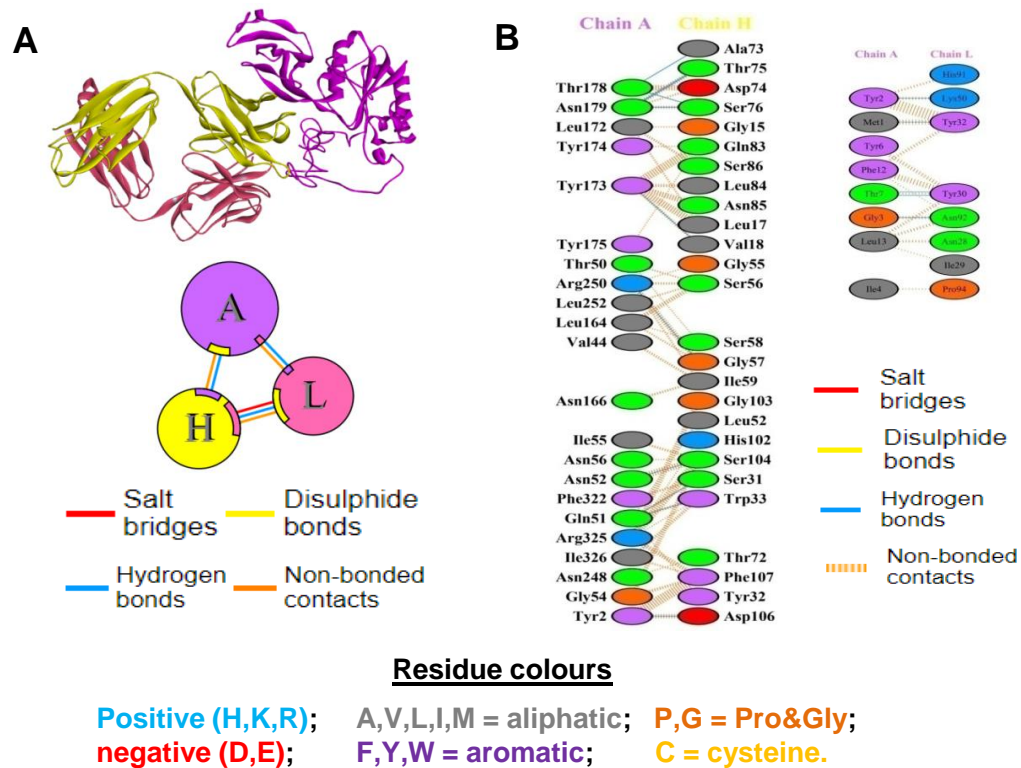 A
B
Chain A Chain H
Ala73
Thr75
Thr178 Asp74
Asn179 Ser76
Leu172 Gly15
Tyr174 Gln83
Ser86
Tyr173 Leu84
Asn85
Leu17
Tyr175 Val18
Thr50 Gly55
Arg250 Ser56
Leu252
Leu164
Val44 Ser58
Gly57
Ile59
Asn166 Gly103
Leu52
Ile55 His102
Asn56 Ser104
Asn52 Ser31
Phe322 Trp33
Gln51
Arg325
Ile326 Thr72
Asn248 Phe107
Gly54 Tyr32
Tyr2 Asp106
Chain A Chain L
His91
Tyr2 Lys50
Met1 Tyr32
Tyr6
Phe12
Thr7 Tyr30
Gly3 Asn92
Leu13 Asn28
Ile29
Ile4 Pro94
A
H
L
Salt bridges
Disulphide bonds
Hydrogen bonds
Non-bonded contacts
Salt bridges
Disulphide bonds
Hydrogen bonds
Non-bonded contacts
Residue colours
Positive (H,K,R); A,V,L,I,M = aliphatic; P,G = Pro&Gly;
negative (D,E); F,Y,W = aromatic; C = cysteine.